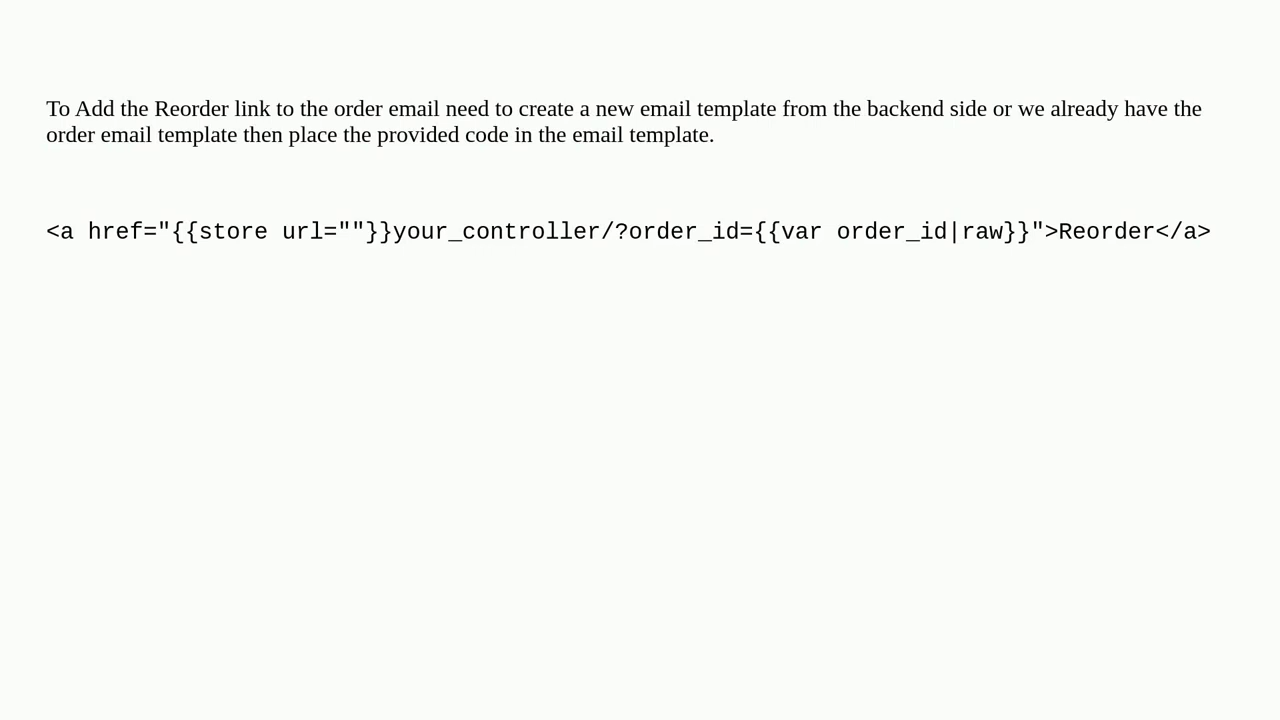 To Add the Reorder link to the order email need to create a new email template from the backend side or we already have the
order email template then place the provided code in the email template.
<a href="{{store url=""}}your_controller/?order_id={{var order_id|raw}}">Reorder</a>